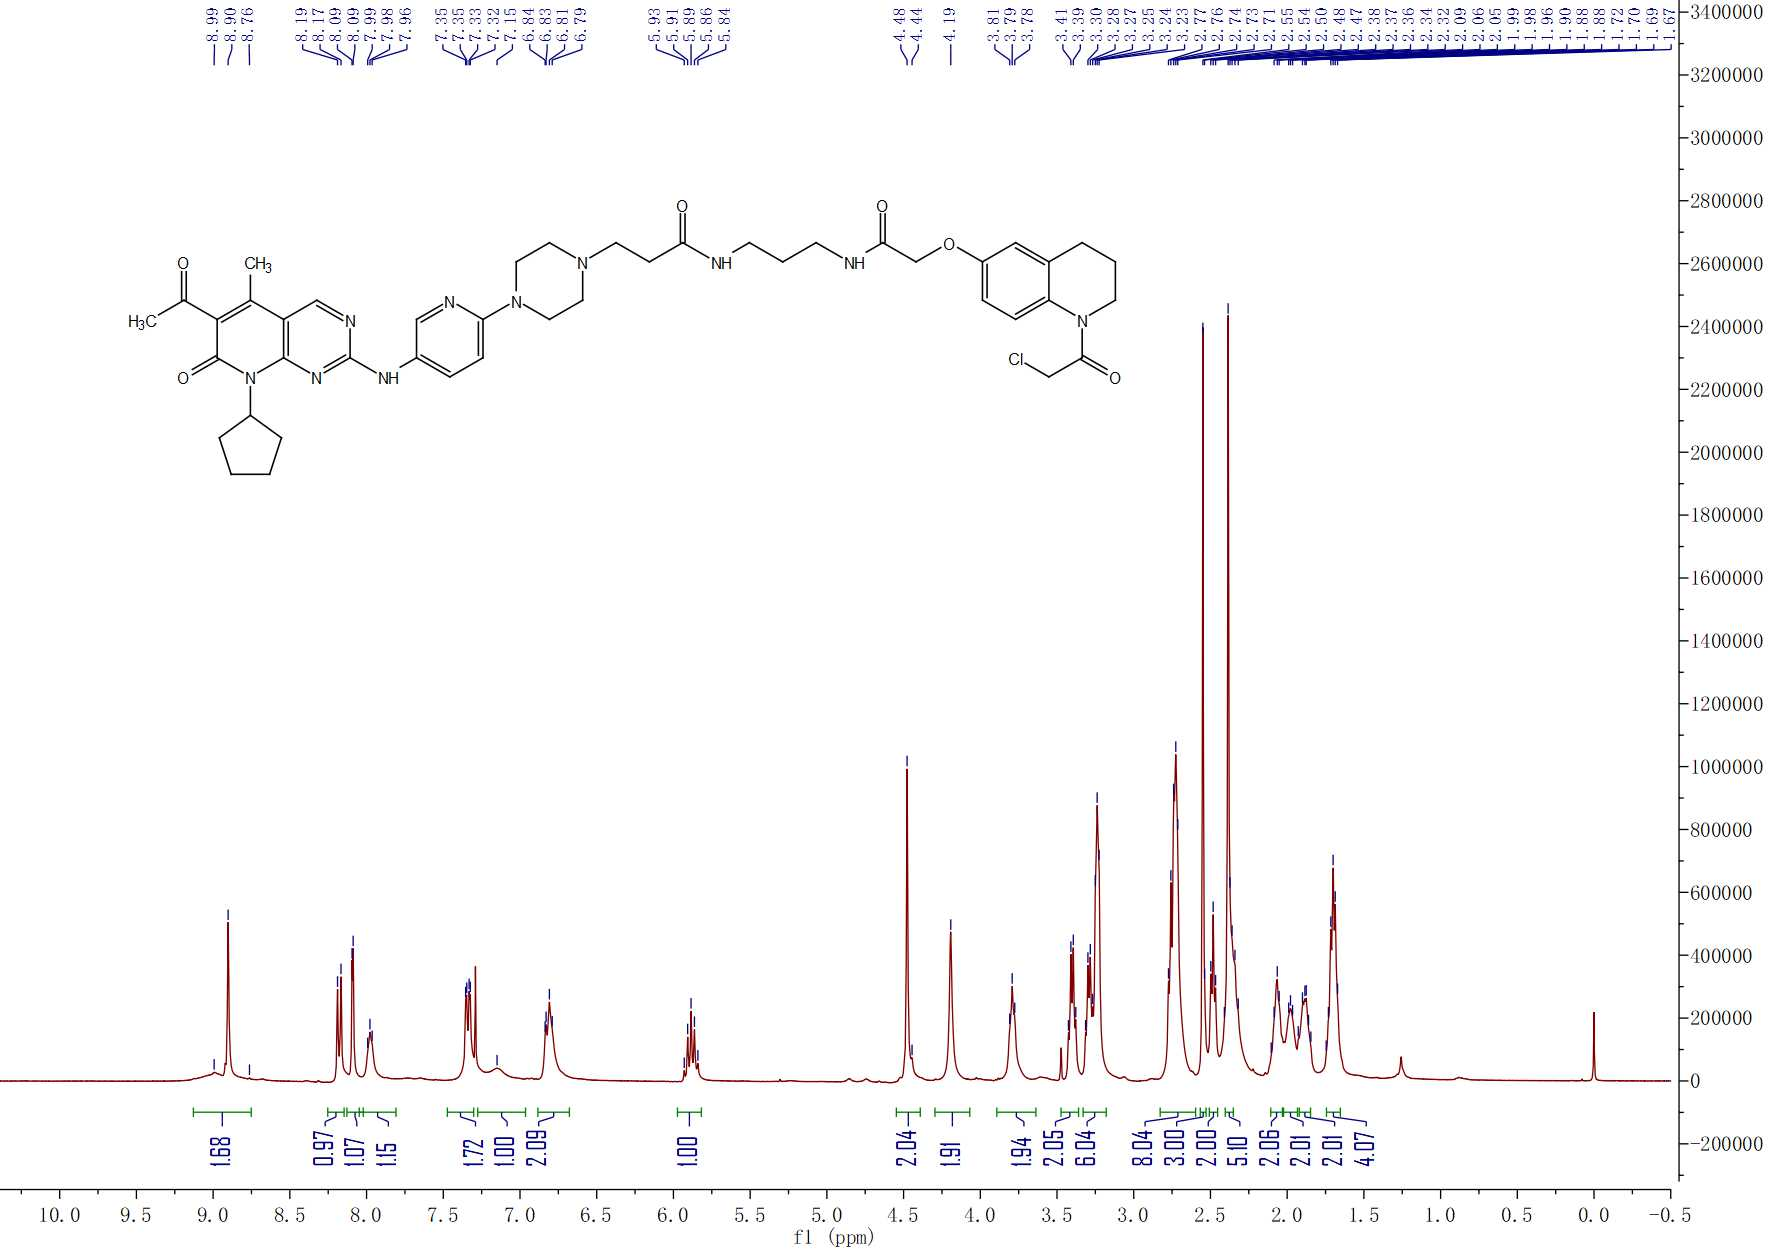 8.99 8.90 8.76 8.19 8.17 8.09 8.09 7.99 7.98 7.96 7.35 7.35 7.33 7.32 7.15 6.84 6.83 6.81 6.79 5.93 5.91 5.89 5.86 5.84 4.48 4.44 4.19 3.81 3.79 3.78 3.41 3.39 3.30 3.28 3.27 3.25 3.24 3.23 2.77 2.76 2.74 2.73 2.71 2.55 2.54 2.50 2.48 2.47 2.38 2.37 2.36 2.34 2.32 2.09 2.06 2.05 1.99 1.98 1.96 1.90 1.88 1.88 1.72 1.70 1.69 1.67
3400000
3200000
3000000
2800000
2600000
2400000
2200000
2000000
1800000
1600000
1400000
1200000
1000000
800000
600000
400000
200000
0
-200000
O O
O CH3 N NH NH O
H3C N N N
N N
O N N NH Cl O
1.68 0.97 1.07 1.15 1.72 1.00 2.09 1.00 2.04 1.91 1.94 2.05 6.04 8.04 3.00 2.00 5.10 2.06 2.01 2.01 4.07
10.0 9.5 9.0 8.5 8.0 7.5 7.0 6.5 6.0 5.5 5.0 4.5 4.0 3.5 3.0 2.5 2.0 1.5 1.0 0.5 0.0 -0.5
f1 (ppm)